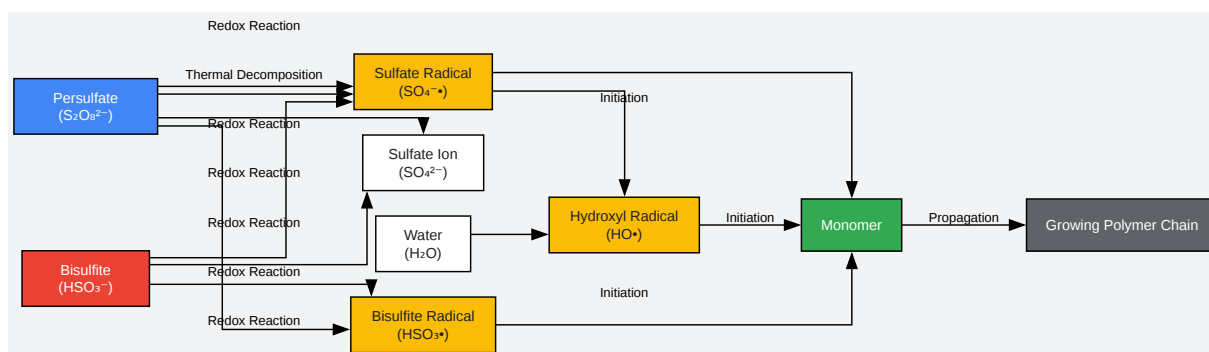 Redox Reaction
Thermal Decomposition
Persulfate
(S₂O₈²⁻)
Sulfate Radical
(SO₄⁻•)
Initiation
Redox Reaction
Sulfate Ion
(SO₄²⁻)
Redox Reaction
Redox Reaction
Water
(H₂O)
Hydroxyl Radical
(HO•)
Initiation
Monomer
Propagation
Growing Polymer Chain
Bisulfite
(HSO₃⁻)
Redox Reaction
Initiation
Redox Reaction
Bisulfite Radical
(HSO₃•)